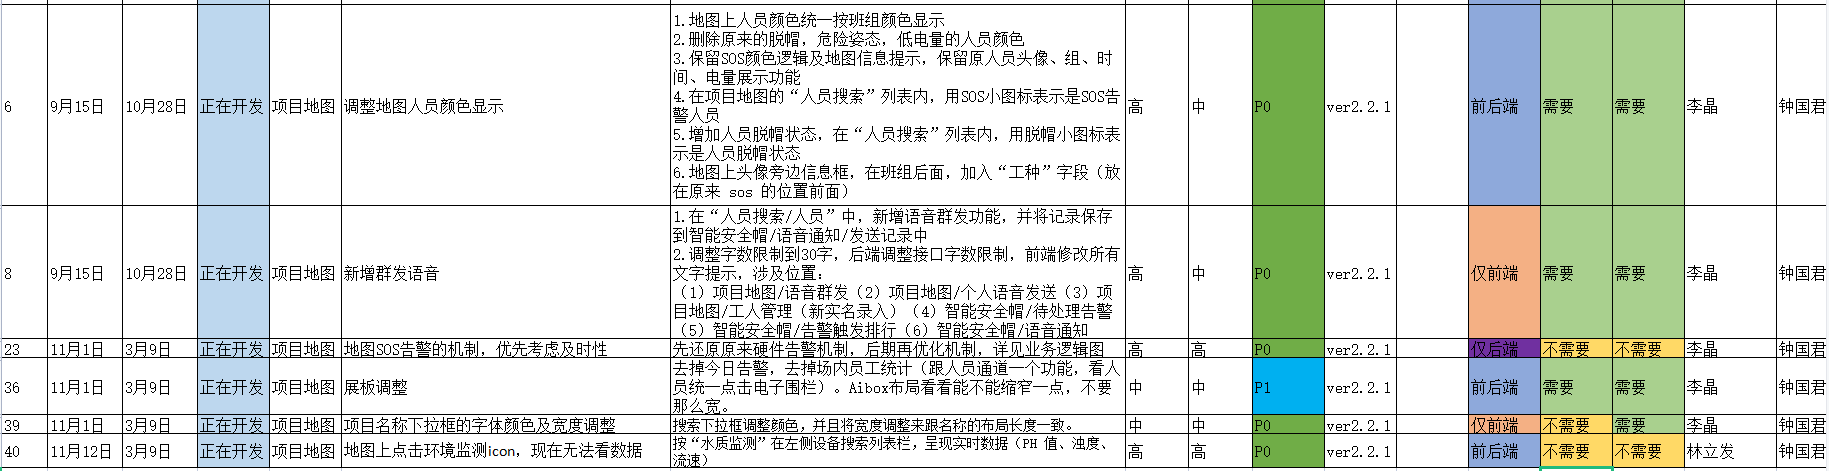 6
9月15日
10月28日
正在开发
项目地图
调整地图人员颜色显示
1.地图上人员颜色统一按班组颜色显示
2.删除原来的脱帽，危险姿态，低电量的人员颜色
3.保留SOS颜色逻辑及地图信息提示，保留原人员头像、组、时
间、电量展示功能
4.在项目地图的“人员搜索”列表内，用SOS小图标表示是SOS告
警人员
5.增加人员脱帽状态，在“人员搜索”列表内，用脱帽小图标表
示是人员脱帽状态
6.地图上头像旁边信息框，在班组后面，加入“工种”字段（放
在原来 sos 的位置前面）
高
中
P0
ver2.2.1
前后端
需要
需要
李晶
钟国君
8
9月15日
10月28日
正在开发
项目地图
新增群发语音
1.在“人员搜索/人员”中，新增语音群发功能，并将记录保存
到智能安全帽/语音通知/发送记录中
2.调整字数限制到30字，后端调整接口字数限制，前端修改所有
文字提示，涉及位置：
（1）项目地图/语音群发（2）项目地图/个人语音发送（3）项
目地图/工人管理（新实名录入）（4）智能安全帽/待处理告警
（5）智能安全帽/告警触发排行（6）智能安全帽/语音通知
高
中
P0
ver2.2.1
仅前端
需要
需要
李晶
钟国君
23
11月1日
3月9日
正在开发
项目地图
地图SOS告警的机制，优先考虑及时性
先还原原来硬件告警机制，后期再优化机制，详见业务逻辑图
高
高
P0
ver2.2.1
仅后端
不需要
不需要
李晶
钟国君
36
11月1日
3月9日
正在开发
项目地图
展板调整
去掉今日告警，去掉场内员工统计（跟人员通道一个功能，看人
员统一点击电子围栏）。Aibox布局看看能不能缩窄一点，不要
那么宽。
中
中
P1
ver2.2.1
前后端
需要
需要
李晶
钟国君
39
11月1日
3月9日
正在开发
项目地图
项目名称下拉框的字体颜色及宽度调整
搜索下拉框调整颜色，并且将宽度调整来跟名称的布局长度一致。
中
中
P0
ver2.2.1
仅前端
不需要
需要
李晶
钟国君
40
11月12日
3月9日
正在开发
项目地图
地图上点击环境监测icon，现在无法看数据
按“水质监测”在左侧设备搜索列表栏，呈现实时数据（PH 值、浊度、
流速）
高
高
P0
ver2.2.1
前后端
不需要
不需要
林立发
钟国君